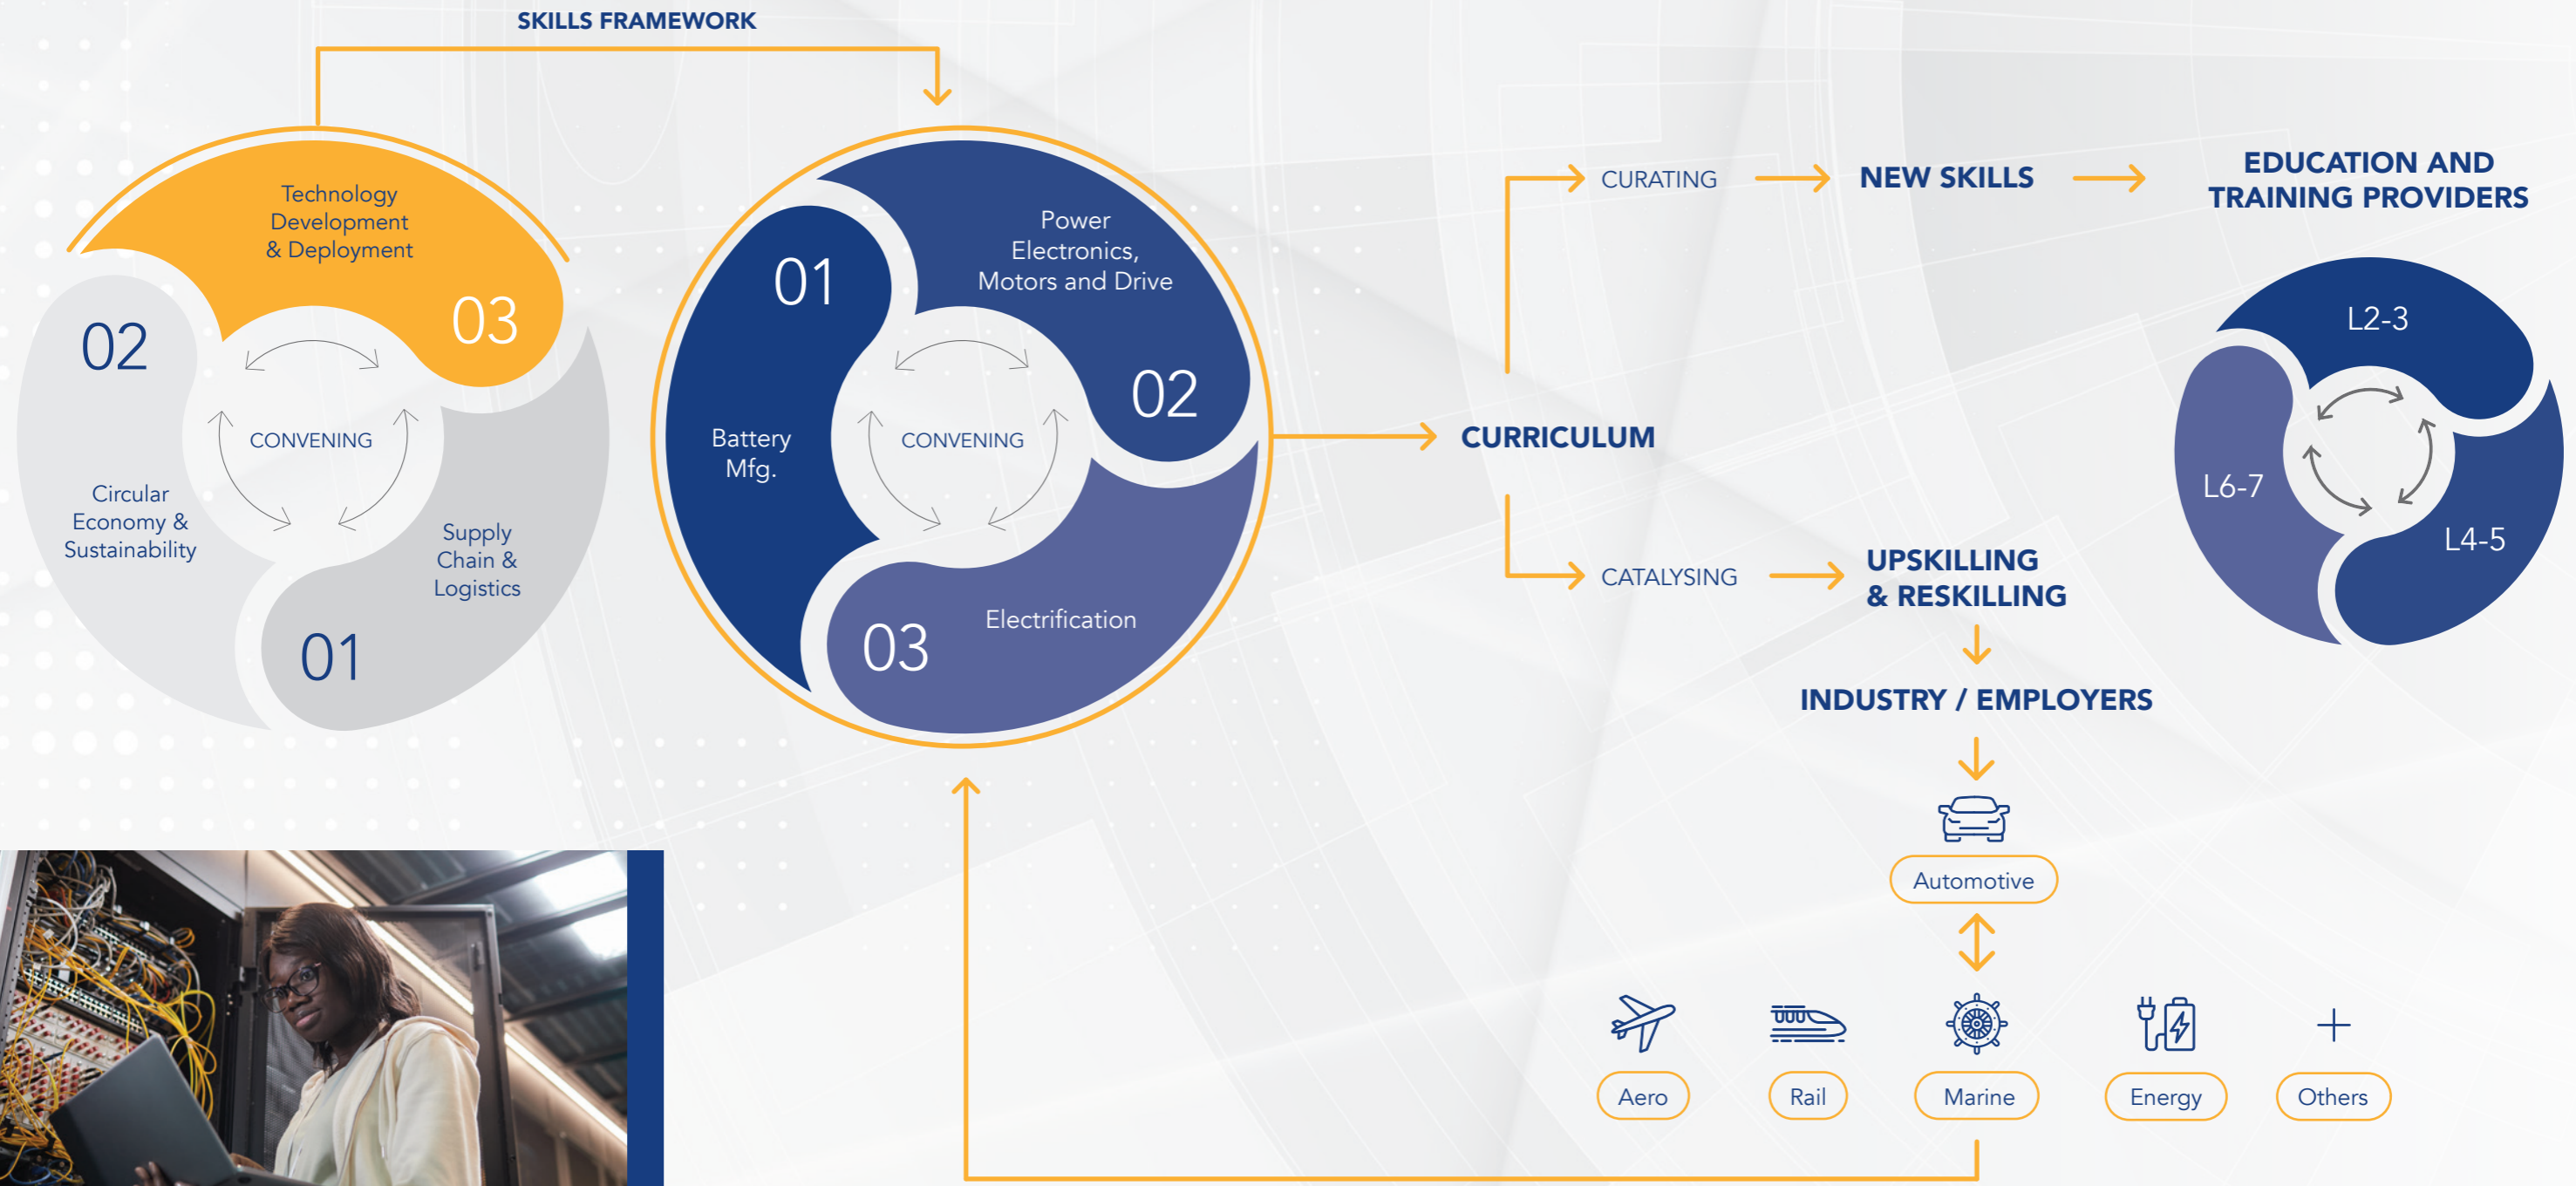 SKILLS FRAMEWORK
Technology
Development
& Deployment
03
02
Circular
Economy &
Sustainability
CONVENING
Supply
Chain &
Logistics
01
01
Battery
Mfg.
Power
Electronics,
Motors and Drive
02
CONVENING
Electrification
03
CURRICULUM
CURATING
NEW SKILLS
EDUCATION AND
TRAINING PROVIDERS
L2-3
L6-7
L4-5
CATALYSING
UPSKILLING
& RESKILLING
INDUSTRY / EMPLOYERS
Automotive
Aero
Rail
Marine
Energy
Others